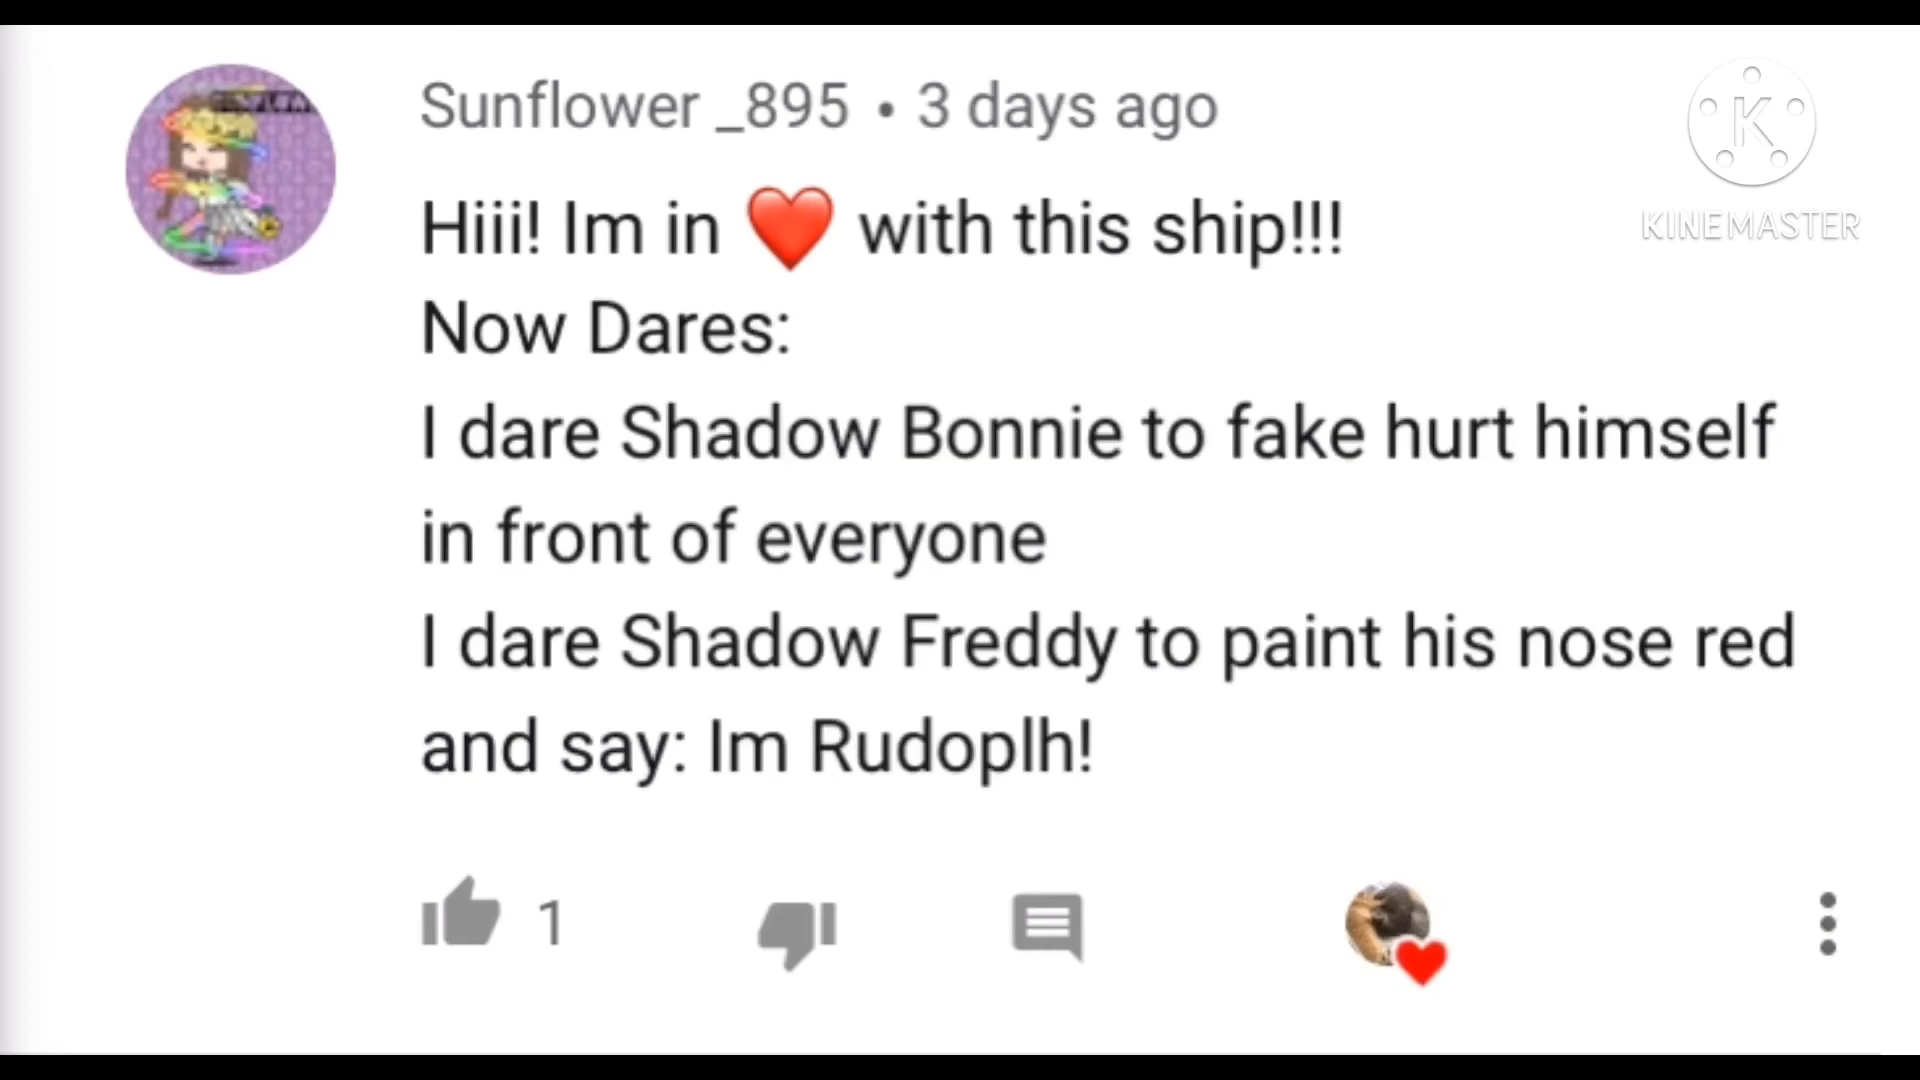 Sunflower _895 • 3 days ago
Hiii! Im in ❤️ with this ship!!!
Now Dares:
I dare Shadow Bonnie to fake hurt himself
in front of everyone
I dare Shadow Freddy to paint his nose red
and say: Im Rudoplh!
1
K
KINEMASTER